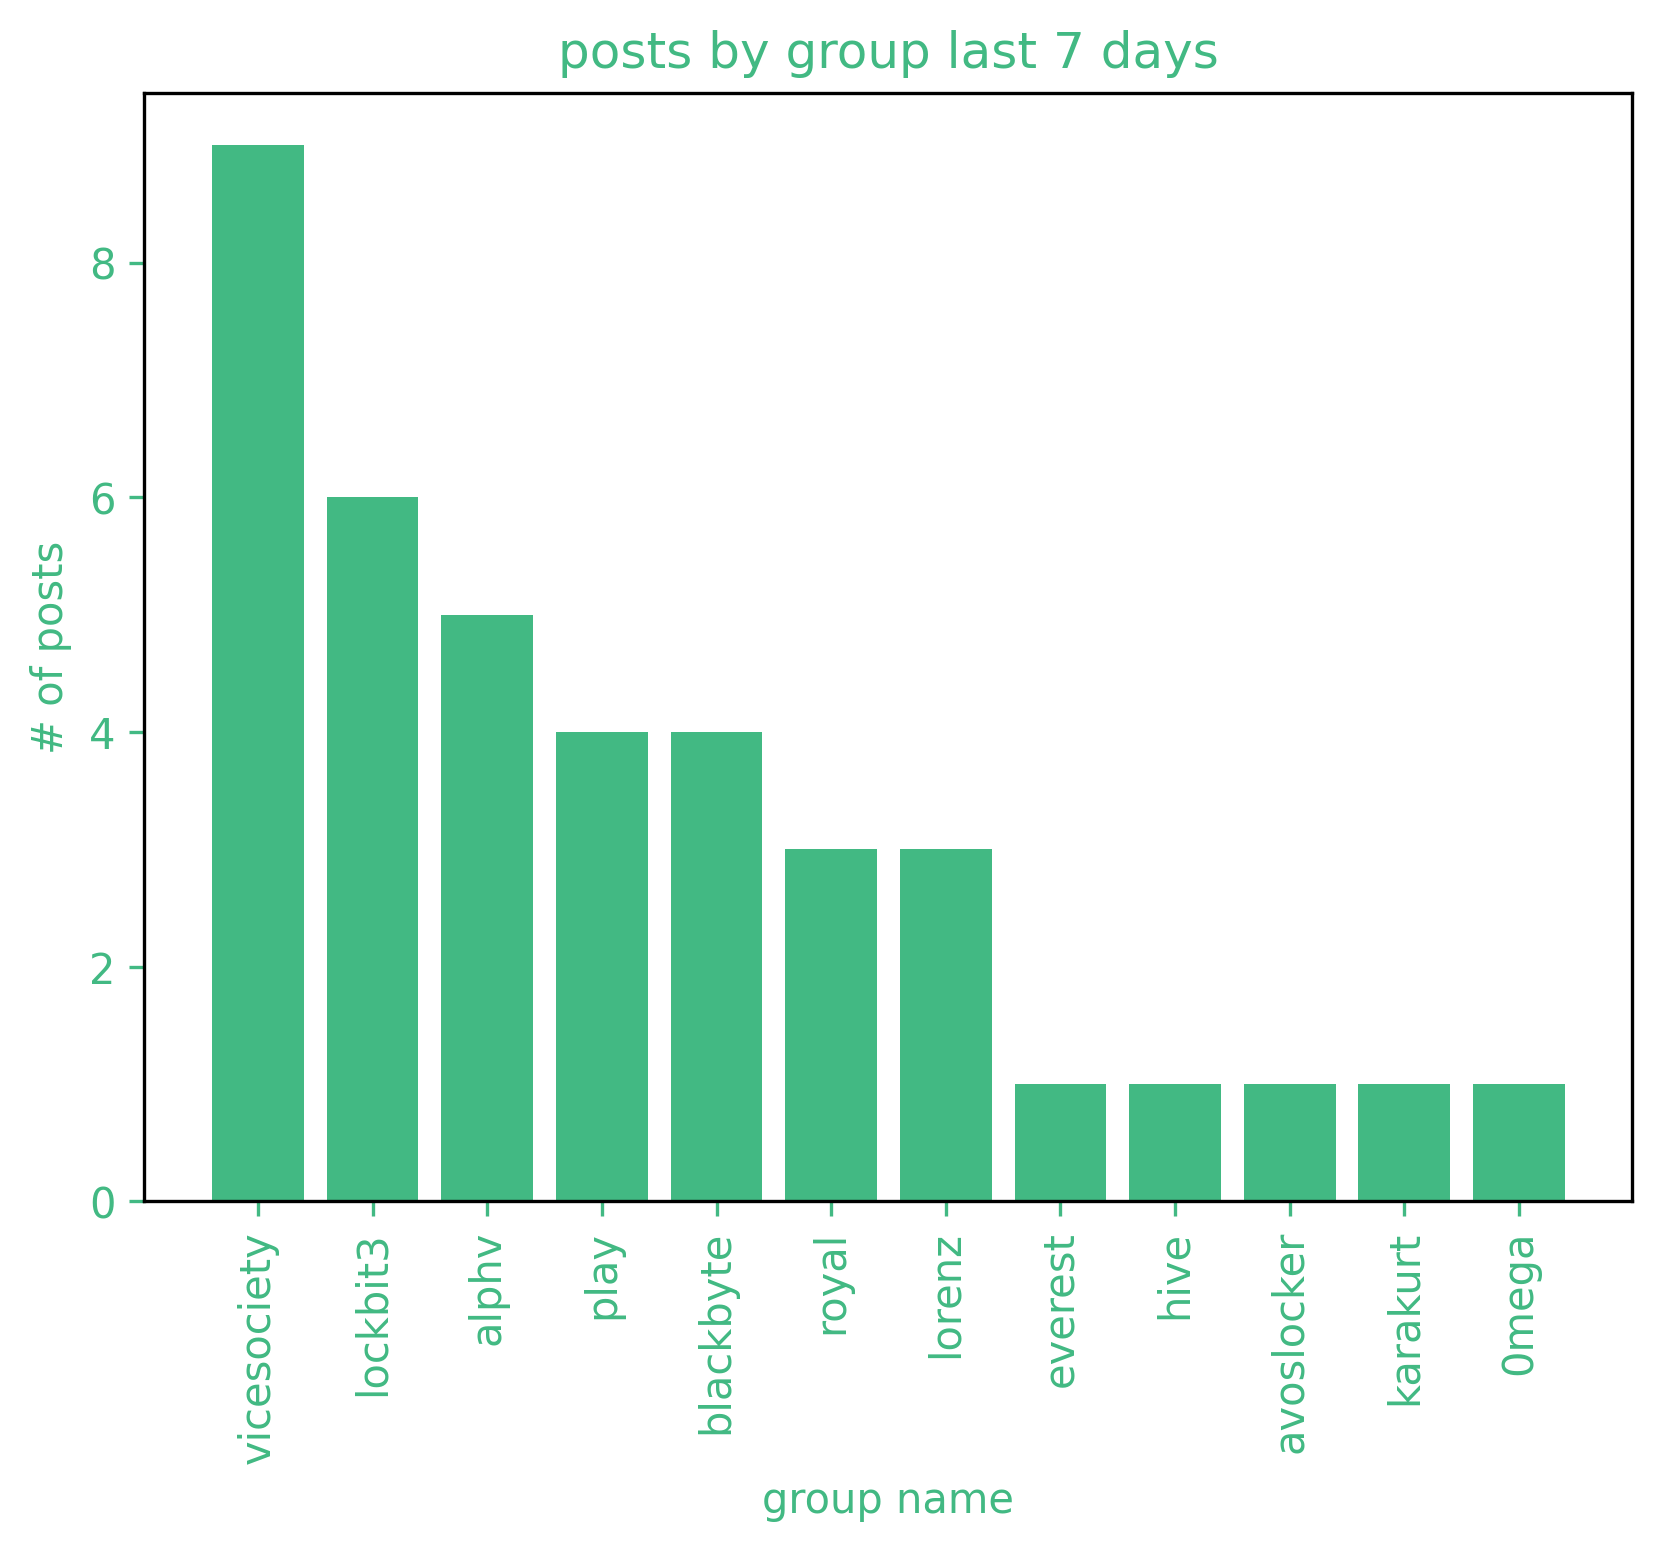 posts by group last 7 days
# of posts
8
6
4
2
0
vicesociety
lockbit3
alphv
play
blackbyte
royal
lorenz
everest
hive
avoslocker
karakurt
0mega
group name